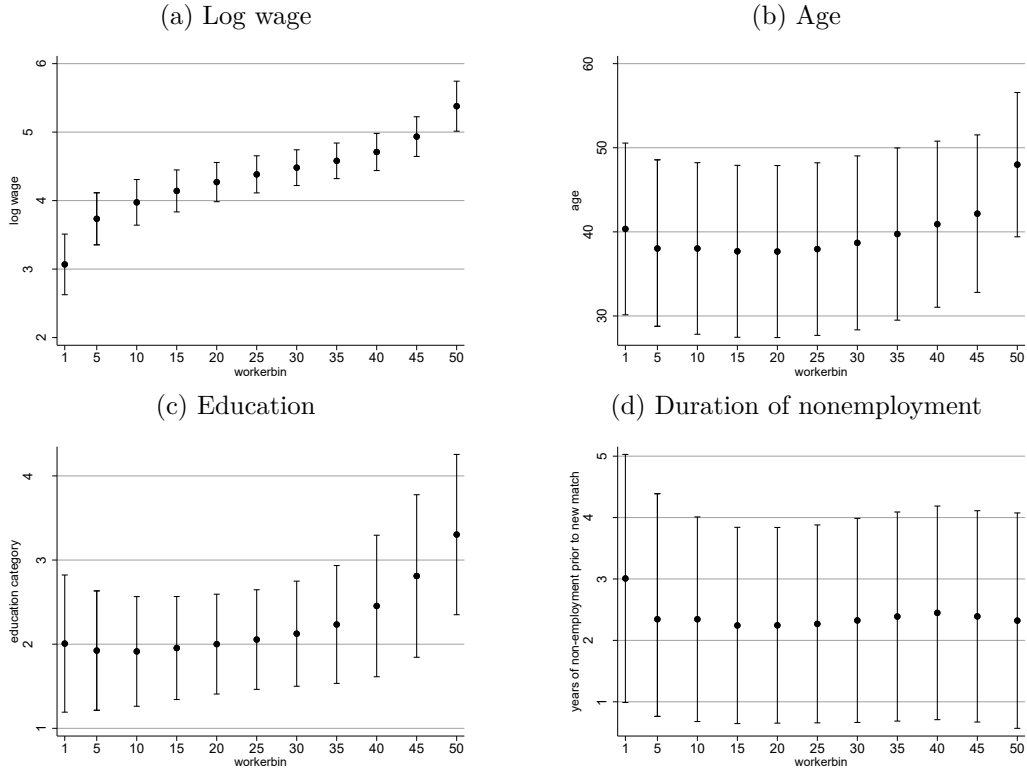 (a) Log wage
6
5
4
3
2
log wage
1 5 10 15 20 25 30 35 40 45 50
workerbin
(b) Age
60
50
40
30
age
1 5 10 15 20 25 30 35 40 45 50
workerbin
(c) Education
4
3
2
1
education category
1 5 10 15 20 25 30 35 40 45 50
workerbin
(d) Duration of nonemployment
5
4
3
2
1
years of non-employment prior to new match
1 5 10 15 20 25 30 35 40 45 50
workerbin